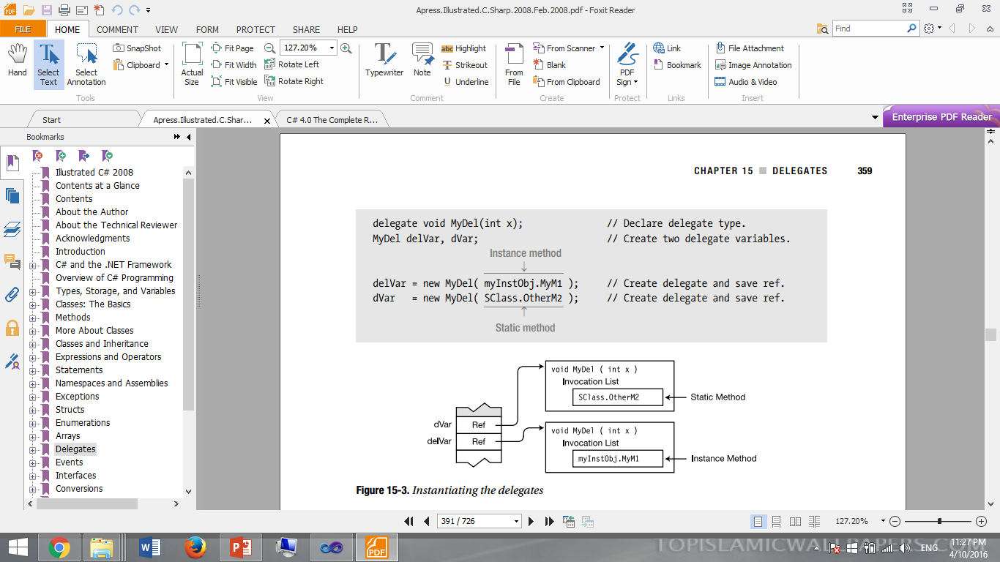 Apress.Illustrated.C.Sharp.2008.Feb.2008.pdf - Foxit Reader
FILE HOME COMMENT VIEW FORM PROTECT SHARE HELP
Find
Hand
Select Text
Select Annotation
SnapShot
Clipboard
Tools
Actual Size
Fit Page
Fit Width
Fit Visible
127.20%
Rotate Left
Rotate Right
View
Typewriter
Note
abc Highlight
Strikeout
U Underline
Comment
From File
From Scanner
Blank
From Clipboard
Create
PDF Sign
Protect
Link
Bookmark
Links
File Attachment
Image Annotation
Audio & Video
Insert
Start
Apress.Illustrated.C.Shar...
C# 4.0 The Complete R...
Enterprise PDF Reader
Bookmarks
Illustrated C# 2008
Contents at a Glance
Contents
About the Author
About the Technical Reviewer
Acknowledgments
Introduction
C# and the .NET Framework
Overview of C# Programming
Types, Storage, and Variables
Classes: The Basics
Methods
More About Classes
Classes and Inheritance
Expressions and Operators
Statements
Namespaces and Assemblies
Exceptions
Structs
Enumerations
Arrays
Delegates
Events
Interfaces
Conversions
CHAPTER 15 ■ DELEGATES 359
delegate void MyDel(int x); // Declare delegate type.
MyDel delVar, dVar; // Create two delegate variables.
Instance method
delVar = new MyDel( myInstObj.MyM1 ); // Create delegate and save ref.
dVar = new MyDel( SClass.OtherM2 ); // Create delegate and save ref.
Static method
void MyDel ( int x )
Invocation List
SClass.OtherM2
Static Method
dVar Ref
delVar Ref
void MyDel ( int x )
Invocation List
myInstObj.MyM1
Instance Method
Figure 15-3. Instantiating the delegates
391 / 726
127.20%
PDF
TOPISLAMICWALLPAPERS.COM
ENG
11:27 PM
4/10/2016